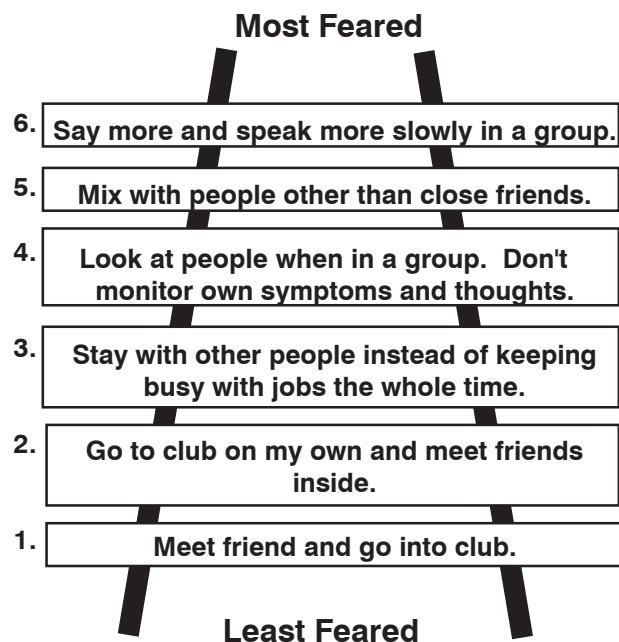 Most Feared
6. Say more and speak more slowly in a group.
5. Mix with people other than close friends.
4. Look at people when in a group.  Don't
monitor own symptoms and thoughts.
3. Stay with other people instead of keeping
busy with jobs the whole time.
2. Go to club on my own and meet friends
inside.
1. Meet friend and go into club.
Least Feared